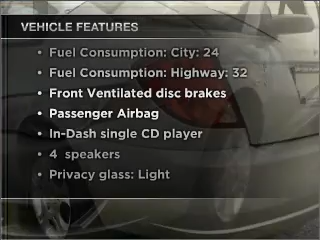 VEHICLE FEATURES
• Fuel Consumption: City: 24
• Fuel Consumption: Highway: 32
• Front Ventilated disc brakes
• Passenger Airbag
• In-Dash single CD player
• 4 speakers
• Privacy glass: Light